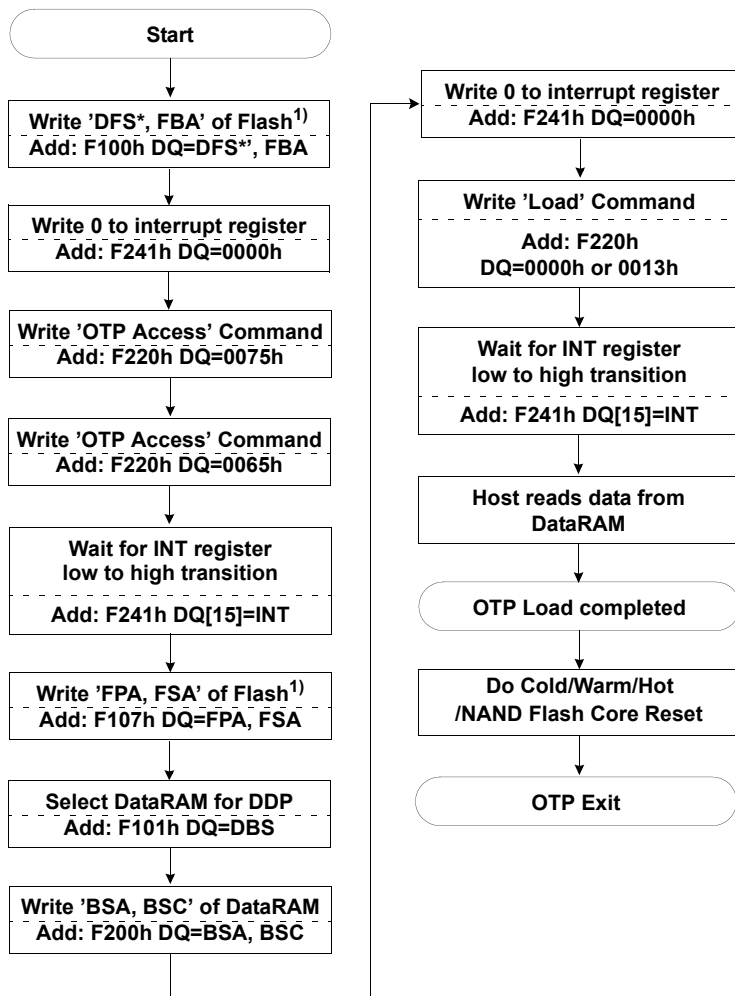 Start
Write ’DFS*, FBA’ of Flash1)
Add: F100h DQ=DFS*’, FBA
Write 0 to interrupt register
Add: F241h DQ=0000h
Write ’OTP Access’ Command
Add: F220h DQ=0075h
Write ’OTP Access’ Command
Add: F220h DQ=0065h
Wait for INT register
low to high transition
Add: F241h DQ[15]=INT
Write ’FPA, FSA’ of Flash1)
Add: F107h DQ=FPA, FSA
Select DataRAM for DDP
Add: F101h DQ=DBS
Write ’BSA, BSC’ of DataRAM
Add: F200h DQ=BSA, BSC
Write 0 to interrupt register
Add: F241h DQ=0000h
Write ’Load’ Command
Add: F220h
DQ=0000h or 0013h
Wait for INT register
low to high transition
Add: F241h DQ[15]=INT
Host reads data from
DataRAM
OTP Load completed
Do Cold/Warm/Hot
/NAND Flash Core Reset
OTP Exit